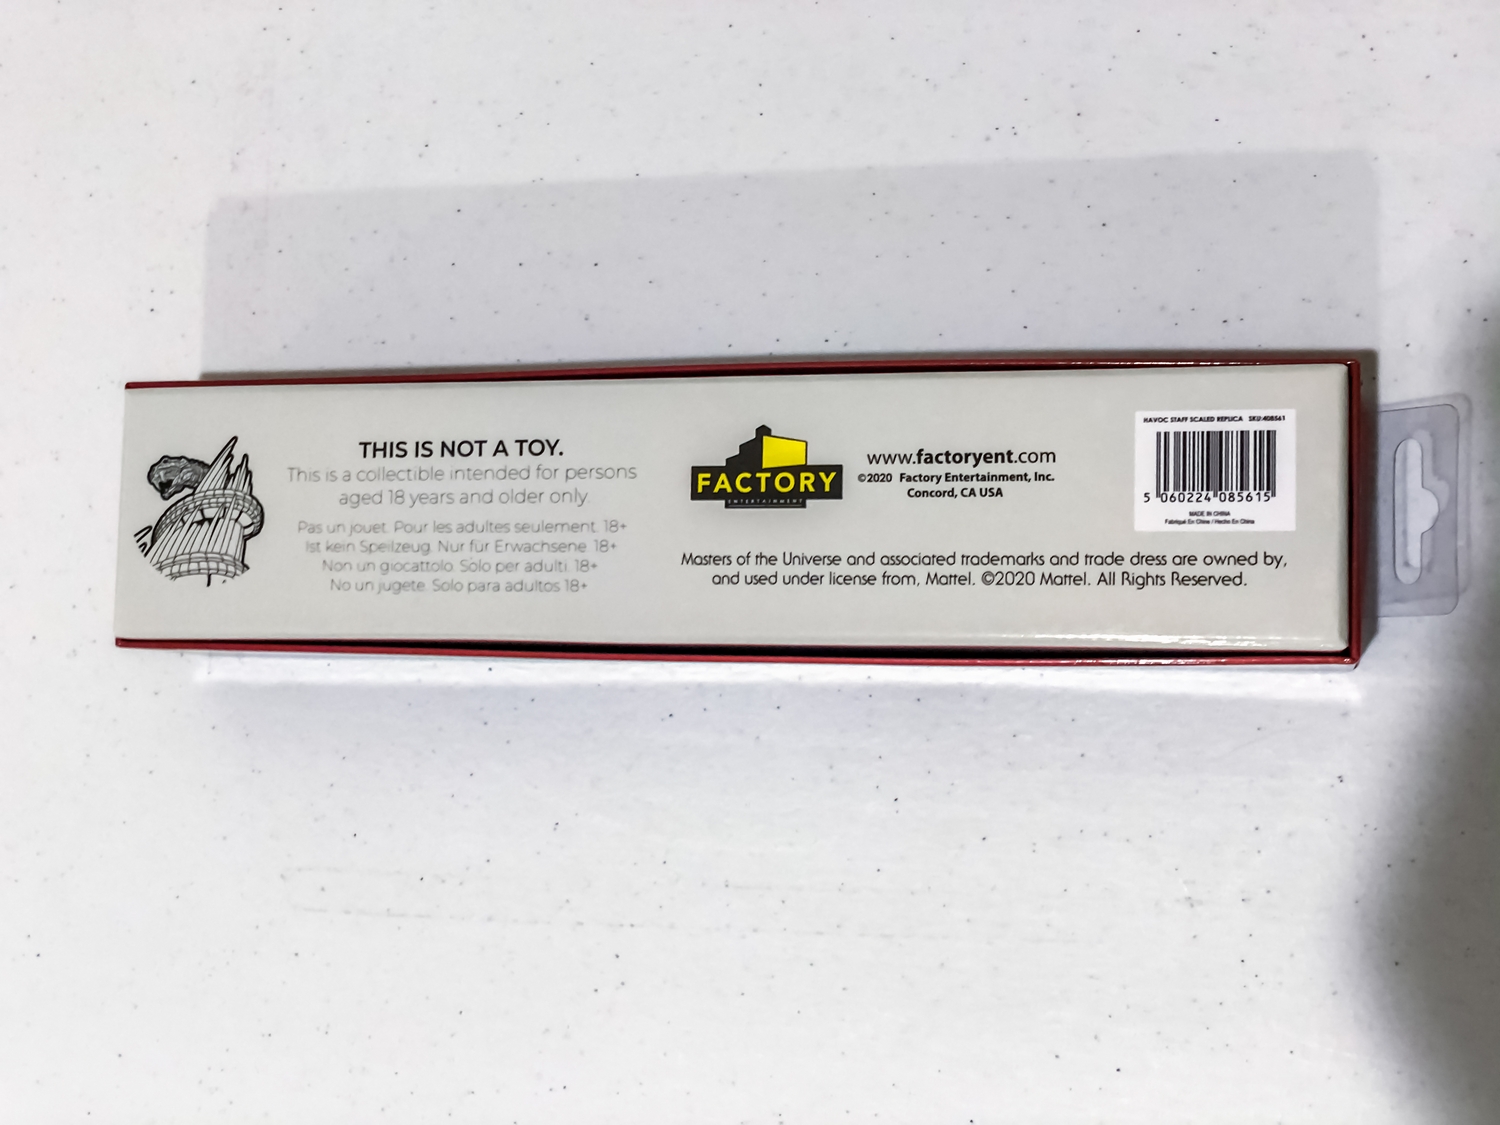 THIS IS NOT A TOY.
This is a collectible intended for persons
aged 18 years and older only.
Pas un jouet. Pour les adultes seulement. 18+
Ist kein Speilzeug. Nur für Erwachsene. 18+
Non un giocattolo. Solo per adulti. 18+
No un jugete. Solo para adultos 18+
FACTORY
ENTERTAINMENT
www.factoryent.com
©2020 Factory Entertainment, Inc.
Concord, CA USA
Masters of the Universe and associated trademarks and trade dress are owned by,
and used under license from, Mattel. ©2020 Mattel. All Rights Reserved.
HAVOC STAFF SCALED REPLICA SKU:408561
5 060224 085615
MADE IN CHINA
Fabriqué En Chine / Hecho En China